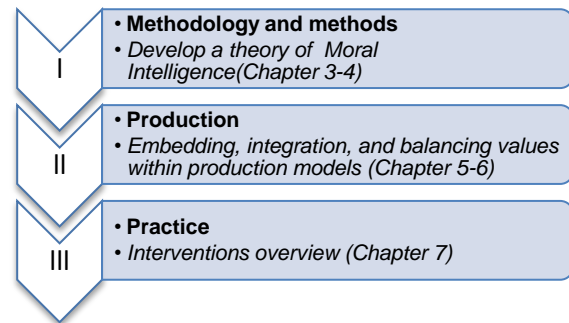 I
• Methodology and methods
• Develop a theory of Moral
Intelligence(Chapter 3-4)
II
• Production
• Embedding, integration, and balancing values
within production models (Chapter 5-6)
III
• Practice
• Interventions overview (Chapter 7)